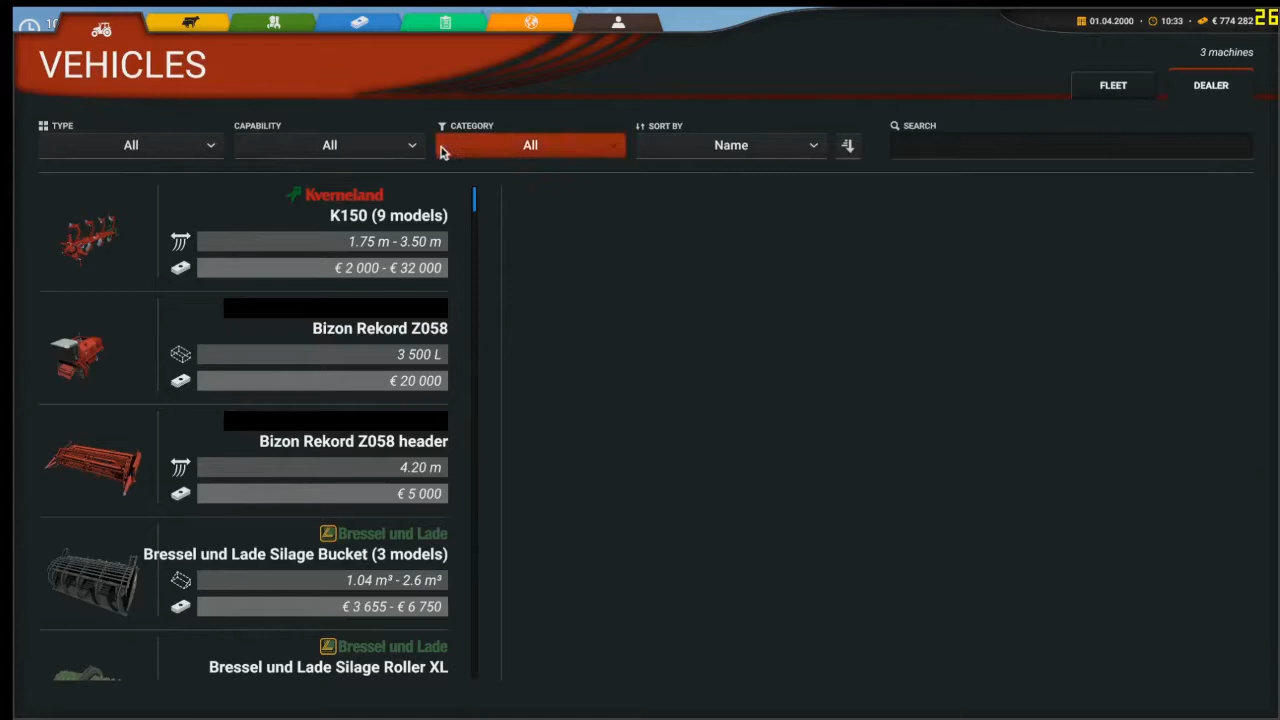 10
01.04.2000 · 10:33 · € 774 282
26
VEHICLES
3 machines
FLEET
DEALER
TYPE
CAPABILITY
CATEGORY
SORT BY
SEARCH
All
All
All
Name
Kverneland
K150 (9 models)
1.75 m - 3.50 m
€ 2 000 - € 32 000
Bizon Rekord Z058
3 500 L
€ 20 000
Bizon Rekord Z058 header
4.20 m
€ 5 000
Bressel und Lade
Bressel und Lade Silage Bucket (3 models)
1.04 m³ - 2.6 m³
€ 3 655 - € 6 750
Bressel und Lade
Bressel und Lade Silage Roller XL